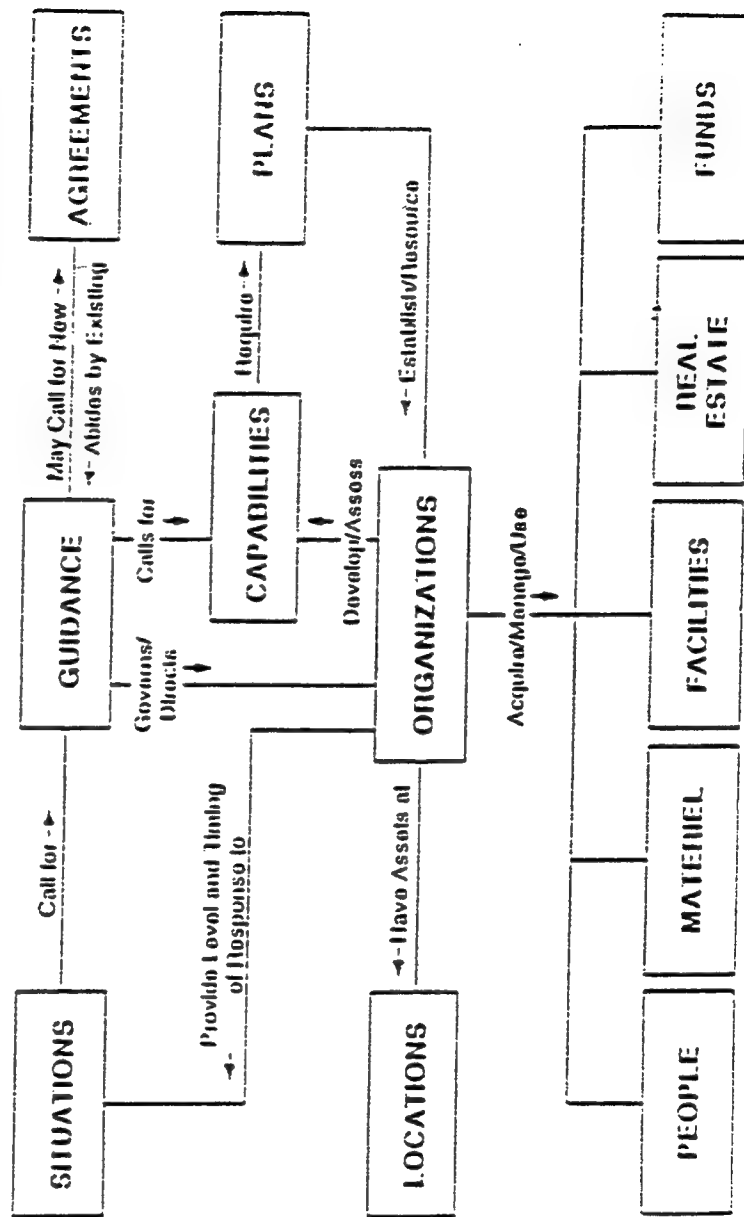 SITUATIONS
Call for
GUIDANCE
May Call for New
Abides by Existing
AGREEMENTS
Governs/
Directs
Calls for
Provide Level and Timing
of Response to
CAPABILITIES
Require
PLANS
Develop/Assess
Establish/Resource
LOCATIONS
Have Assets at
ORGANIZATIONS
Acquire/Manage/Use
PEOPLE
MATERIEL
FACILITIES
REAL
ESTATE
FUNDS